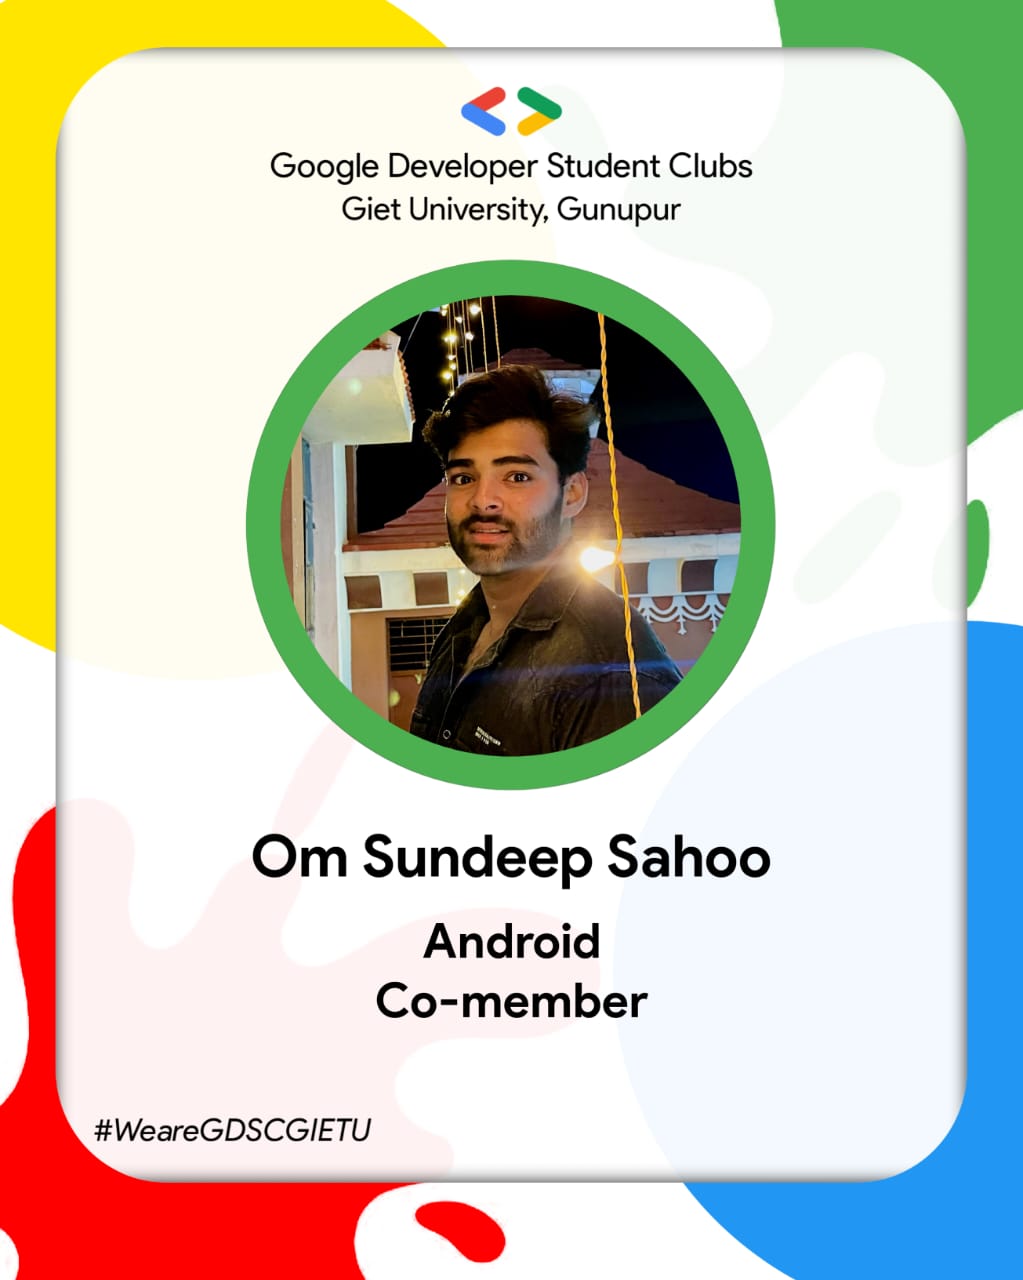 Google Developer Student Clubs
Giet University, Gunupur
Om Sundeep Sahoo
Android
Co-member
#WeareGDSCGIETU